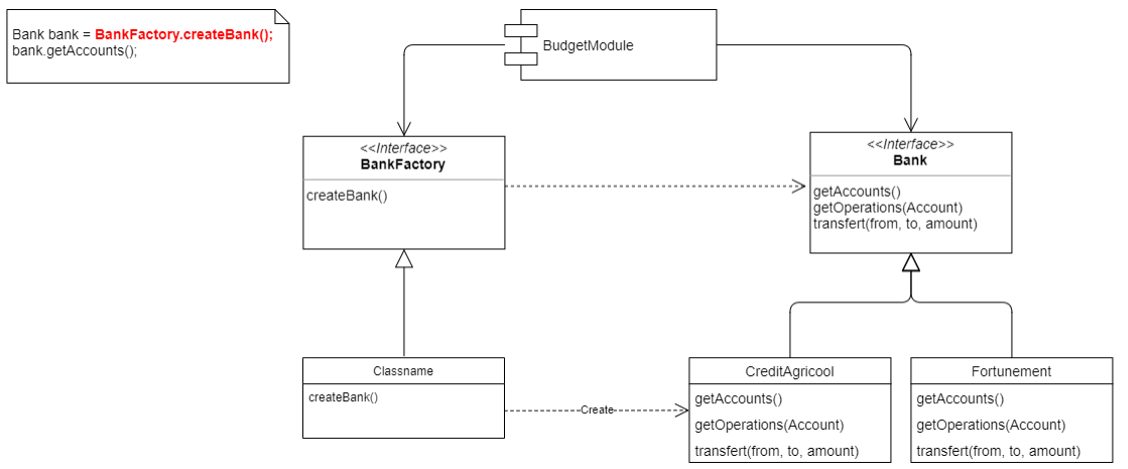 Bank bank = BankFactory.createBank();
bank.getAccounts();
BudgetModule
<<Interface>>
BankFactory
createBank()
<<Interface>>
Bank
getAccounts()
getOperations(Account)
transfert(from, to, amount)
Classname
createBank()
Create
CreditAgricool
getAccounts()
getOperations(Account)
transfert(from, to, amount)
Fortunement
getAccounts()
getOperations(Account)
transfert(from, to, amount)